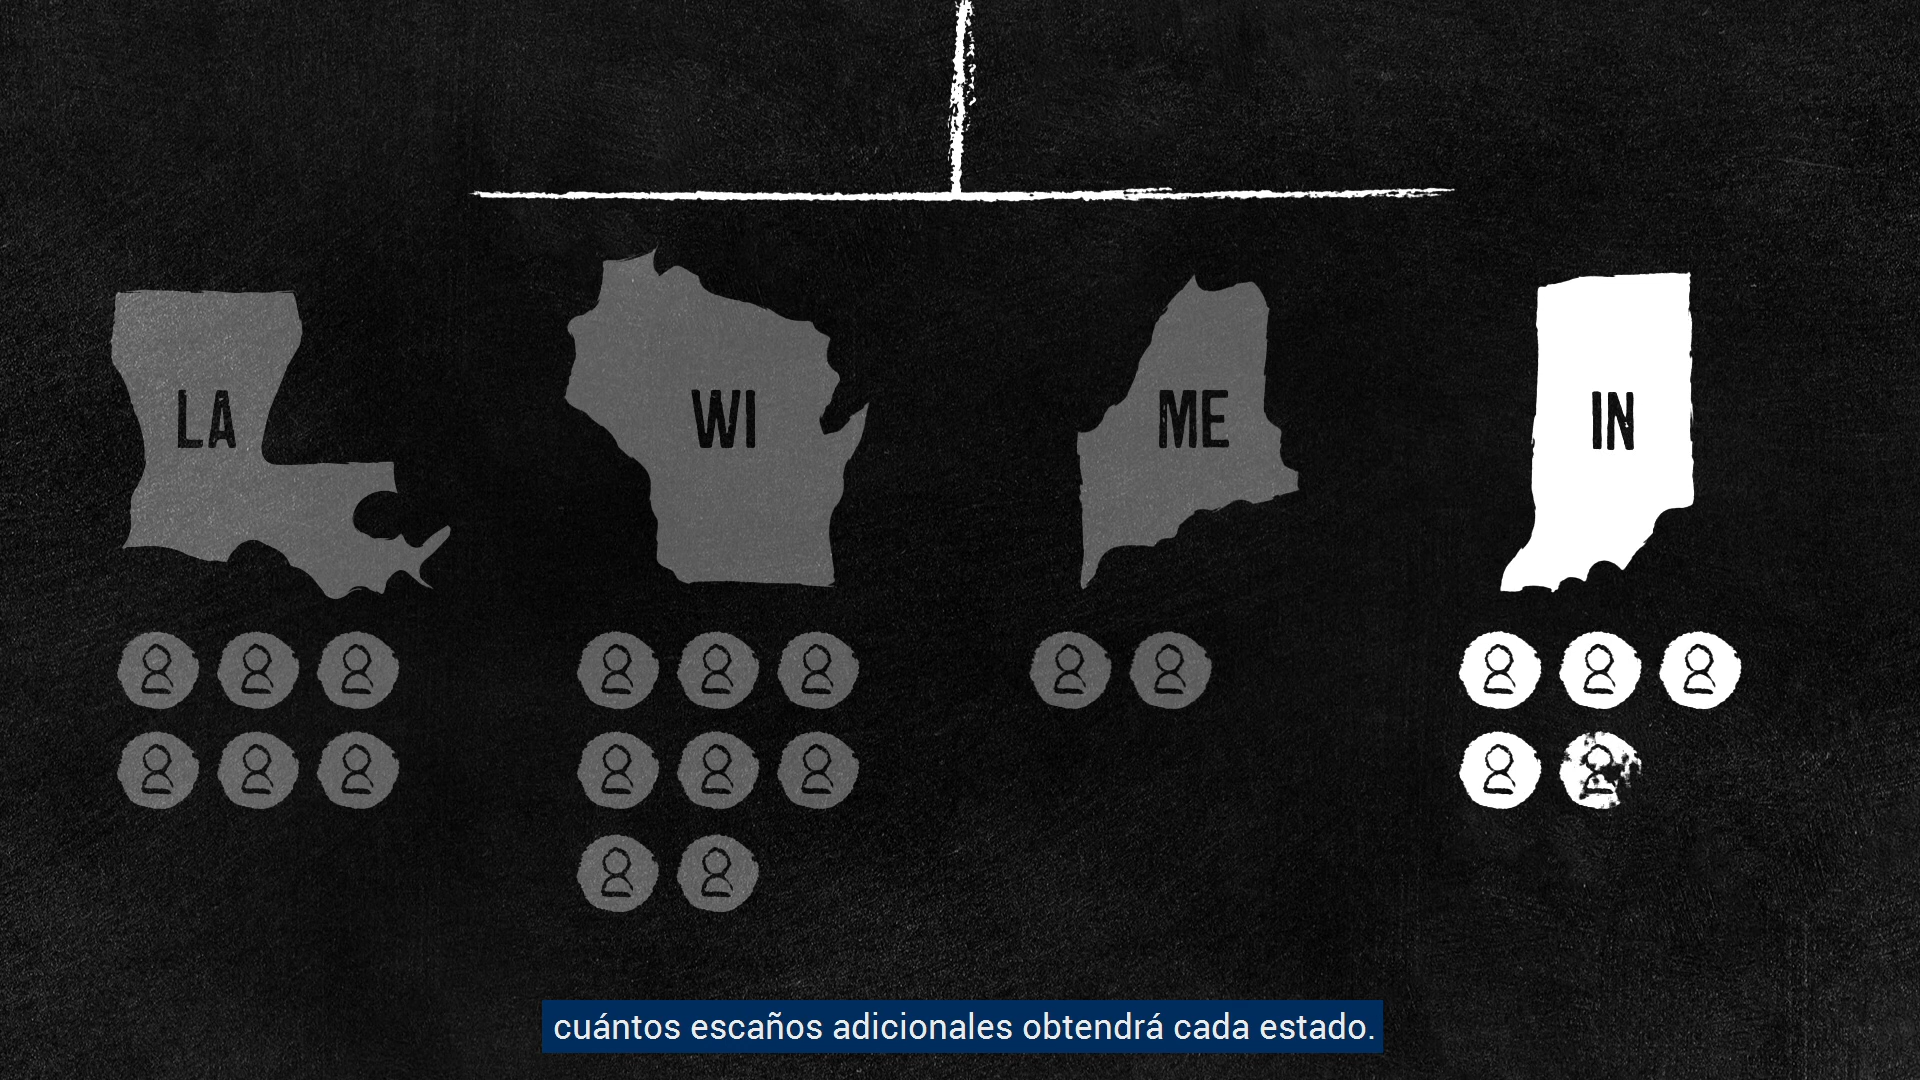 LA
WI
ME
IN
cuántos escaños adicionales obtendrá cada estado.